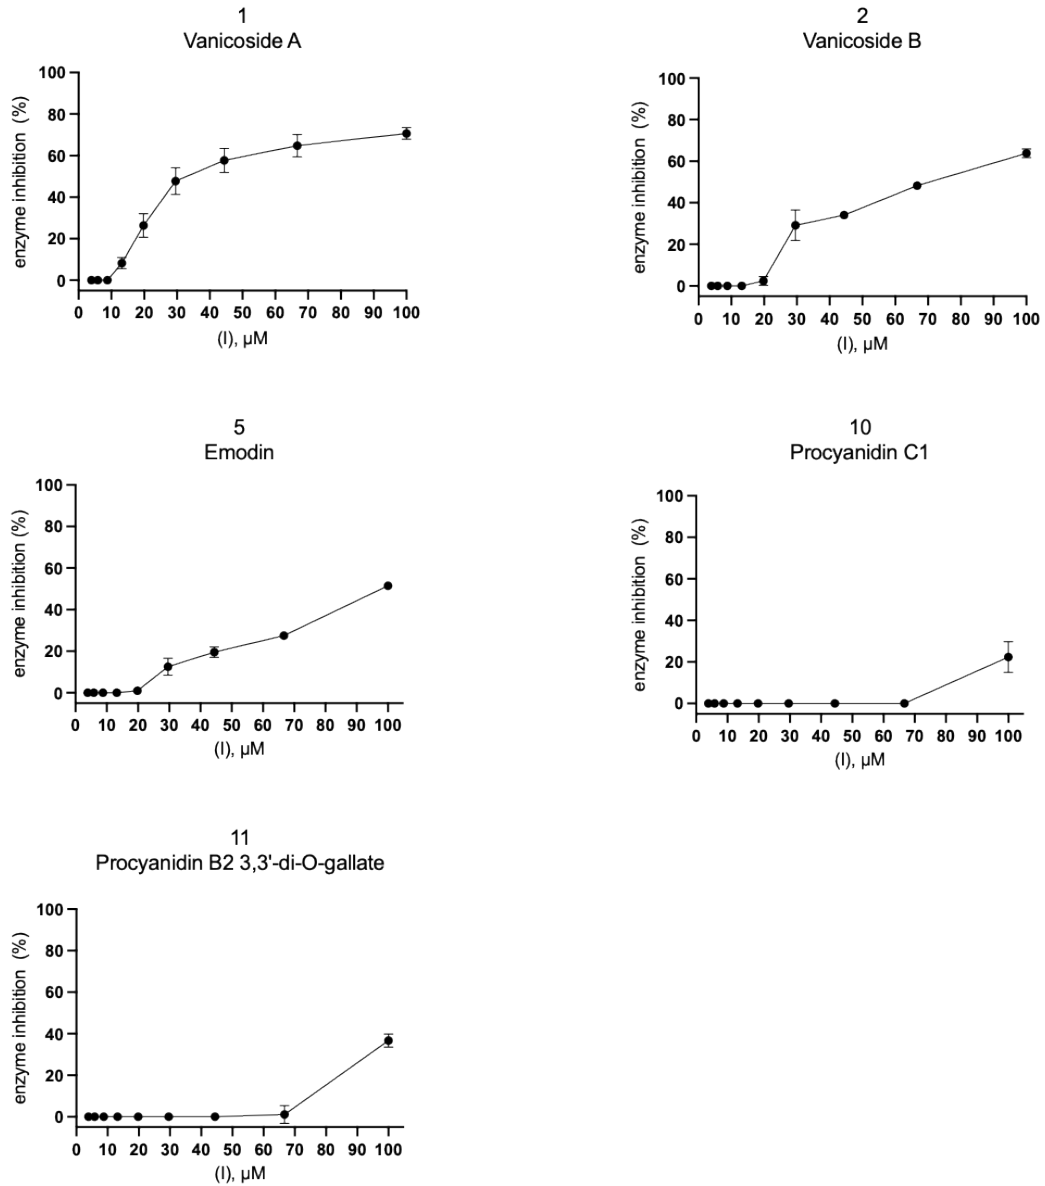 1
Vanicoside A
100
80
60
40
20
0
enzyme inhibition (%)
0 10 20 30 40 50 60 70 80 90 100
(I), µM
2
Vanicoside B
100
80
60
40
20
0
enzyme inhibition (%)
0 10 20 30 40 50 60 70 80 90 100
(I), µM
5
Emodin
100
80
60
40
20
0
enzyme inhibition (%)
0 10 20 30 40 50 60 70 80 90 100
(I), µM
10
Procyanidin C1
100
80
60
40
20
0
enzyme inhibition (%)
0 10 20 30 40 50 60 70 80 90 100
(I), µM
11
Procyanidin B2 3,3'-di-O-gallate
100
80
60
40
20
0
enzyme inhibition (%)
0 10 20 30 40 50 60 70 80 90 100
(I), µM